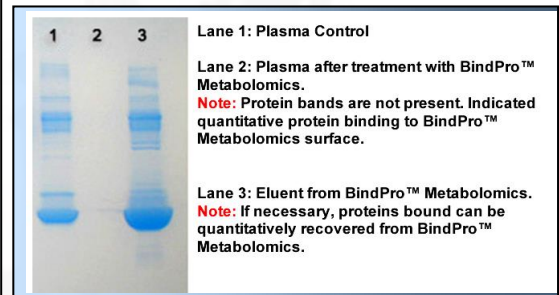 1 2 3
Lane 1: Plasma Control
Lane 2: Plasma after treatment with BindPro™
Metabolomics.
Note: Protein bands are not present. Indicated
quantitative protein binding to BindPro™
Metabolomics surface.
Lane 3: Eluent from BindPro™ Metabolomics.
Note: If necessary, proteins bound can be
quantitatively recovered from BindPro™
Metabolomics.